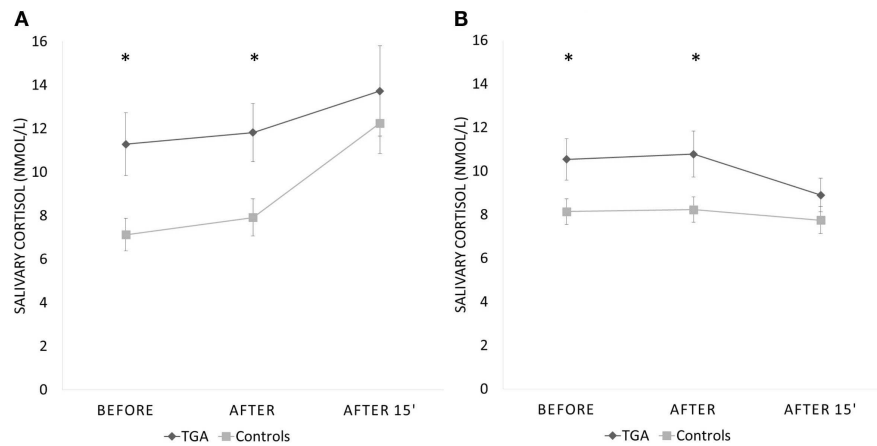 A
SALIVARY CORTISOL (NMOL/L)
16
14
12
10
8
6
4
2
0
* *
BEFORE AFTER AFTER 15'
TGA Controls
B
SALIVARY CORTISOL (NMOL/L)
16
14
12
10
8
6
4
2
0
* *
BEFORE AFTER AFTER 15'
TGA Controls